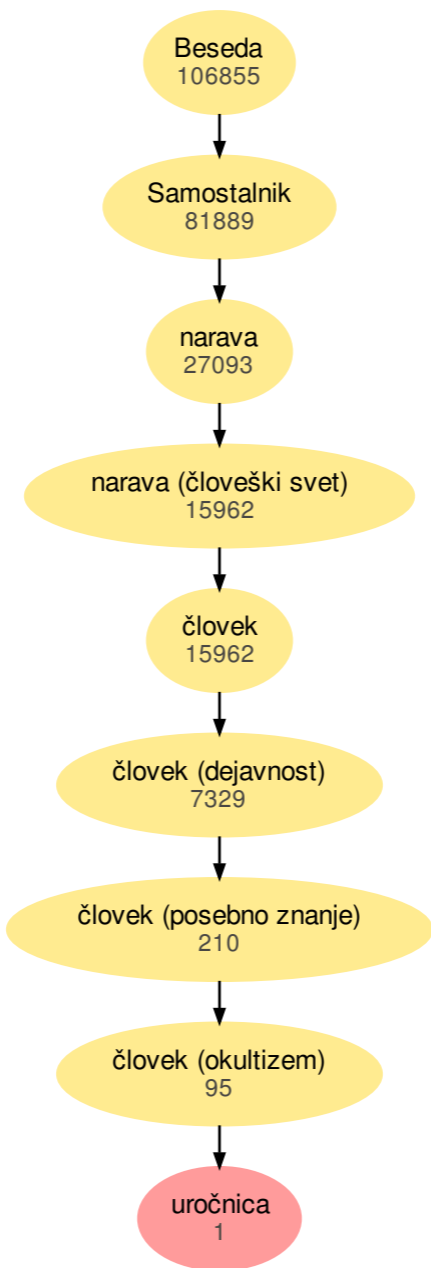 Beseda
106855
Samostalnik
81889
narava
27093
narava (človeški svet)
15962
človek
15962
človek (dejavnost)
7329
človek (posebno znanje)
210
človek (okultizem)
95
uročnica
1